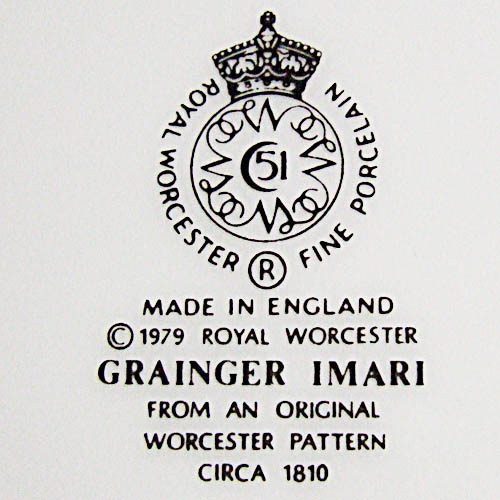 ROYAL WORCESTER FINE PORCELAIN
C51
®
MADE IN ENGLAND
© 1979 ROYAL WORCESTER
GRAINGER IMARI
FROM AN ORIGINAL
WORCESTER PATTERN
CIRCA 1810